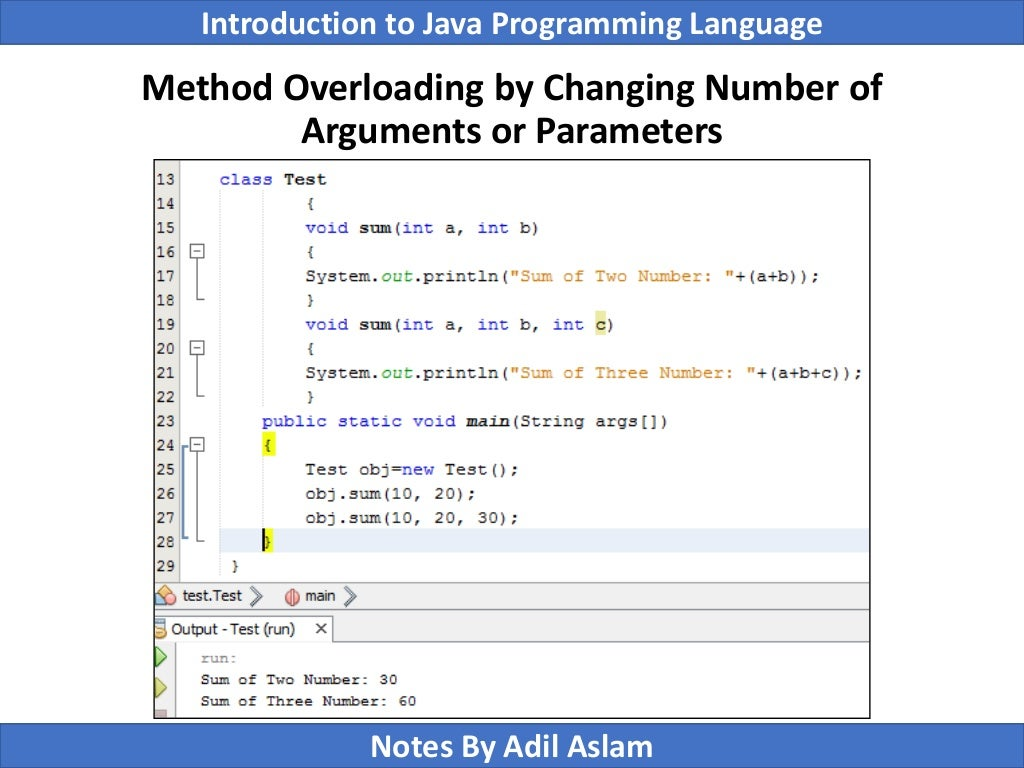 Introduction to Java Programming Language
Method Overloading by Changing Number of
Arguments or Parameters
13 class Test
14 {
15 void sum(int a, int b)
16 {
17 System.out.println("Sum of Two Number: "+(a+b));
18 }
19 void sum(int a, int b, int c)
20 {
21 System.out.println("Sum of Three Number: "+(a+b+c));
22 }
23 public static void main(String args[])
24 {
25 Test obj=new Test();
26 obj.sum(10, 20);
27 obj.sum(10, 20, 30);
28 }
29 }
test.Test main
Output - Test (run)
run:
Sum of Two Number: 30
Sum of Three Number: 60
Notes By Adil Aslam